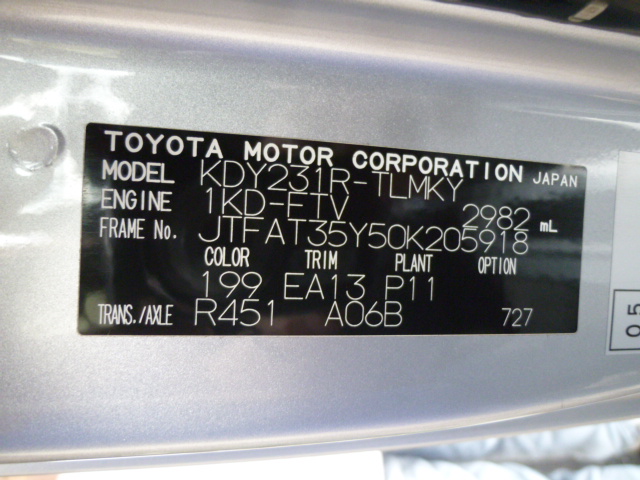 TOYOTA MOTOR CORPORATION JAPAN
MODEL KDY231R-TLMKY
ENGINE 1KD-FTV 2982 mL
FRAME No. JTFAT35Y50K205918
COLOR TRIM PLANT OPTION
199 EA13 P11
TRANS./AXLE R451 A06B 727
05